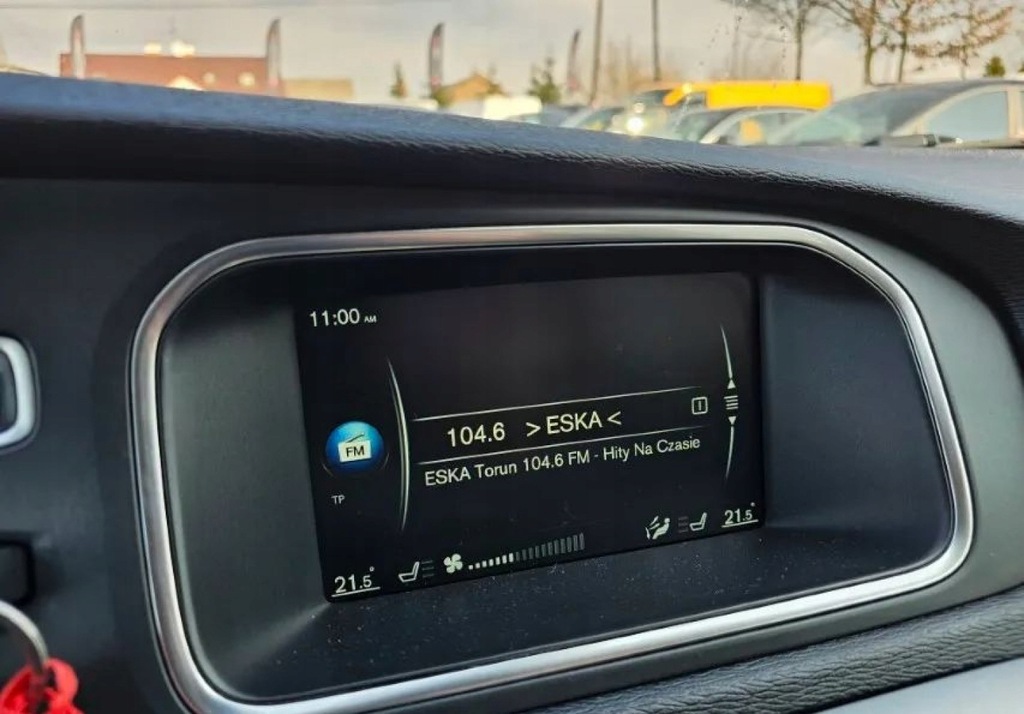 11:00 AM
104.6 >ESKA<
FM
ESKA Torun 104.6 FM - Hity Na Czasie
TP
21.5°
21.5°